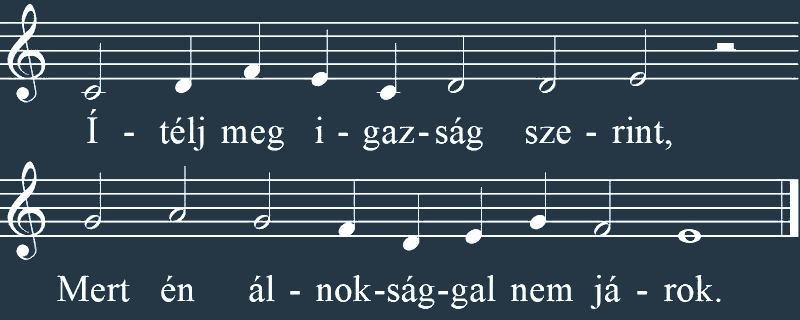 Í - télj meg i - gaz-ság sze - rint,
Mert én ál - nok-ság-gal nem já - rok.